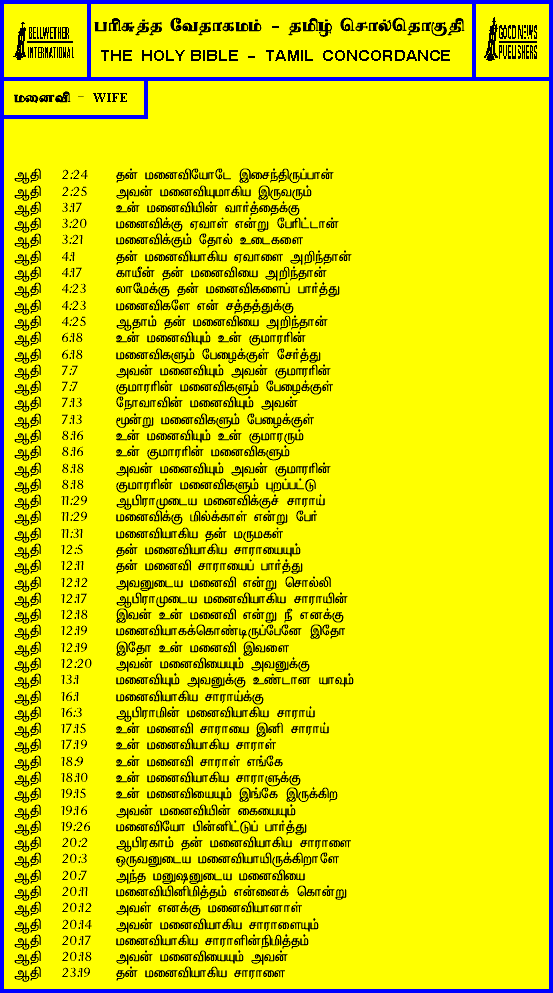 BELLWETHER
INTERNATIONAL
பரிசுத்த வேதாகமம் - தமிழ் சொல்தொகுதி
THE HOLY BIBLE - TAMIL CONCORDANCE
GOOD NEWS
PUBLISHERS
மனைவி - WIFE
ஆதி 2:24 தன் மனைவியோடே இசைந்திருப்பான்
ஆதி 2:25 அவன் மனைவியுமாகிய இருவரும்
ஆதி 3:17 உன் மனைவியின் வார்த்தைக்கு
ஆதி 3:20 மனைவிக்கு ஏவாள் என்று பேரிட்டான்
ஆதி 3:21 மனைவிக்கும் தோல் உடைகளை
ஆதி 4:1 தன் மனைவியாகிய ஏவாளை அறிந்தான்
ஆதி 4:17 காயீன் தன் மனைவியை அறிந்தான்
ஆதி 4:23 லாமேக்கு தன் மனைவிகளைப் பார்த்து
ஆதி 4:23 மனைவிகளே என் சத்தத்துக்கு
ஆதி 4:25 ஆதாம் தன் மனைவியை அறிந்தான்
ஆதி 6:18 உன் மனைவியும் உன் குமாரரின்
ஆதி 6:18 மனைவிகளும் பேழைக்குள் சேர்த்து
ஆதி 7:7 அவன் மனைவியும் அவன் குமாரரின்
ஆதி 7:7 குமாரரின் மனைவிகளும் பேழைக்குள்
ஆதி 7:13 நோவாவின் மனைவியும் அவன்
ஆதி 7:13 மூன்று மனைவிகளும் பேழைக்குள்
ஆதி 8:16 உன் மனைவியும் உன் குமாரரும்
ஆதி 8:16 உன் குமாரரின் மனைவிகளும்
ஆதி 8:18 அவன் மனைவியும் அவன் குமாரரின்
ஆதி 8:18 குமாரரின் மனைவிகளும் புறப்பட்டு
ஆதி 11:29 ஆபிராமுடைய மனைவிக்குச் சாராய்
ஆதி 11:29 மனைவிக்கு மில்க்காள் என்று பேர்
ஆதி 11:31 மனைவியாகிய தன் மருமகள்
ஆதி 12:5 தன் மனைவியாகிய சாராயையும்
ஆதி 12:11 தன் மனைவி சாராயைப் பார்த்து
ஆதி 12:12 அவனுடைய மனைவி என்று சொல்லி
ஆதி 12:17 ஆபிராமுடைய மனைவியாகிய சாராயின்
ஆதி 12:18 இவள் உன் மனைவி என்று நீ எனக்கு
ஆதி 12:19 மனைவியாகக்கொண்டிருப்பேனே இதோ
ஆதி 12:19 இதோ உன் மனைவி இவளை
ஆதி 12:20 அவன் மனைவியையும் அவனுக்கு
ஆதி 13:1 மனைவியும் அவனுக்கு உண்டான யாவும்
ஆதி 16:1 மனைவியாகிய சாராய்க்கு
ஆதி 16:3 ஆபிராமின் மனைவியாகிய சாராய்
ஆதி 17:15 உன் மனைவி சாராயை இனி சாராய்
ஆதி 17:19 உன் மனைவியாகிய சாராள்
ஆதி 18:9 உன் மனைவி சாராள் எங்கே
ஆதி 18:10 உன் மனைவியாகிய சாராளுக்கு
ஆதி 19:15 உன் மனைவியையும் இங்கே இருக்கிற
ஆதி 19:16 அவன் மனைவியின் கையையும்
ஆதி 19:26 மனைவியோ பின்னிட்டுப் பார்த்து
ஆதி 20:2 ஆபிரகாம் தன் மனைவியாகிய சாராளை
ஆதி 20:3 ஒருவனுடைய மனைவியாயிருக்கிறாளே
ஆதி 20:7 அந்த மனுஷனுடைய மனைவியை
ஆதி 20:11 மனைவியினிமித்தம் என்னைக் கொன்று
ஆதி 20:12 அவள் எனக்கு மனைவியானாள்
ஆதி 20:14 அவன் மனைவியாகிய சாராளையும்
ஆதி 20:17 மனைவியாகிய சாராளின்நிமித்தம்
ஆதி 20:18 அவன் மனைவியையும் அவன்
ஆதி 23:19 தன் மனைவியாகிய சாராளை